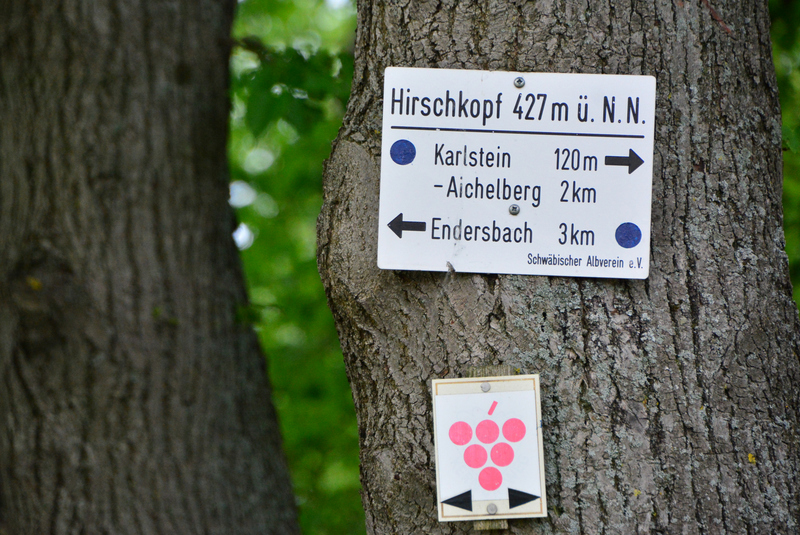 Hirschkopf 427m ü. N.N.
Karlstein 120m
-Aichelberg 2km
Endersbach 3km
Schwäbischer Albverein e.V.